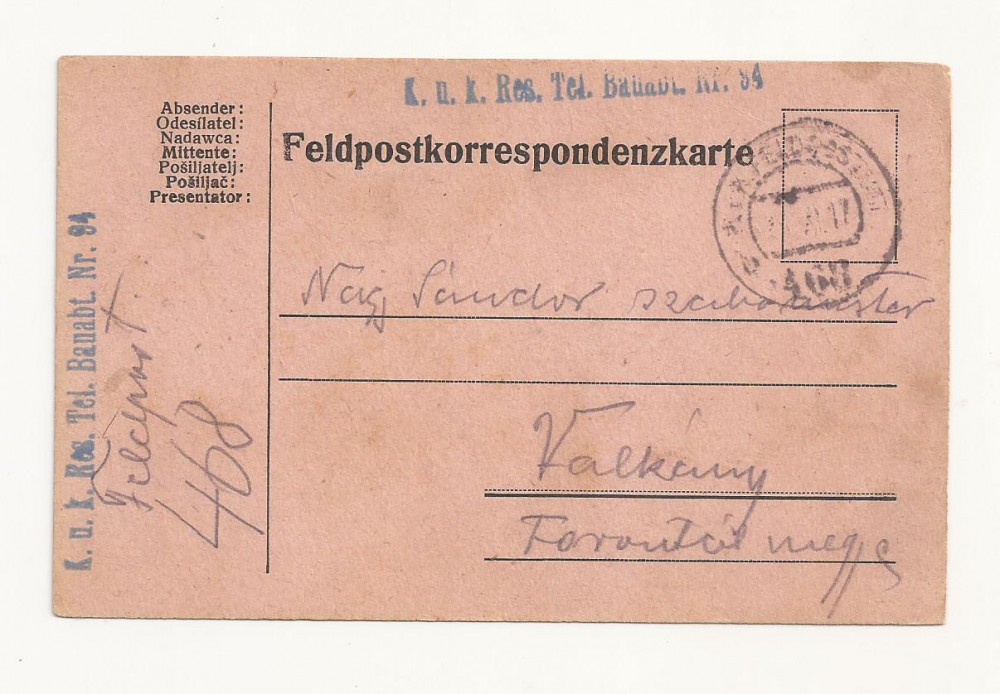 K. u. k. Res. Tel. Bauabt. Nr. 94
Absender:
Odesílatel:
Nadawca:
Mittente:
Pošiljatelj:
Pošiljač:
Presentator:
Feldpostkorrespondenzkarte
468
K. u. k. Res. Tel. Bauabt. Nr. 94
Feldpost
468
Nagy Sándor szabómester
Valkány
Torontál megye